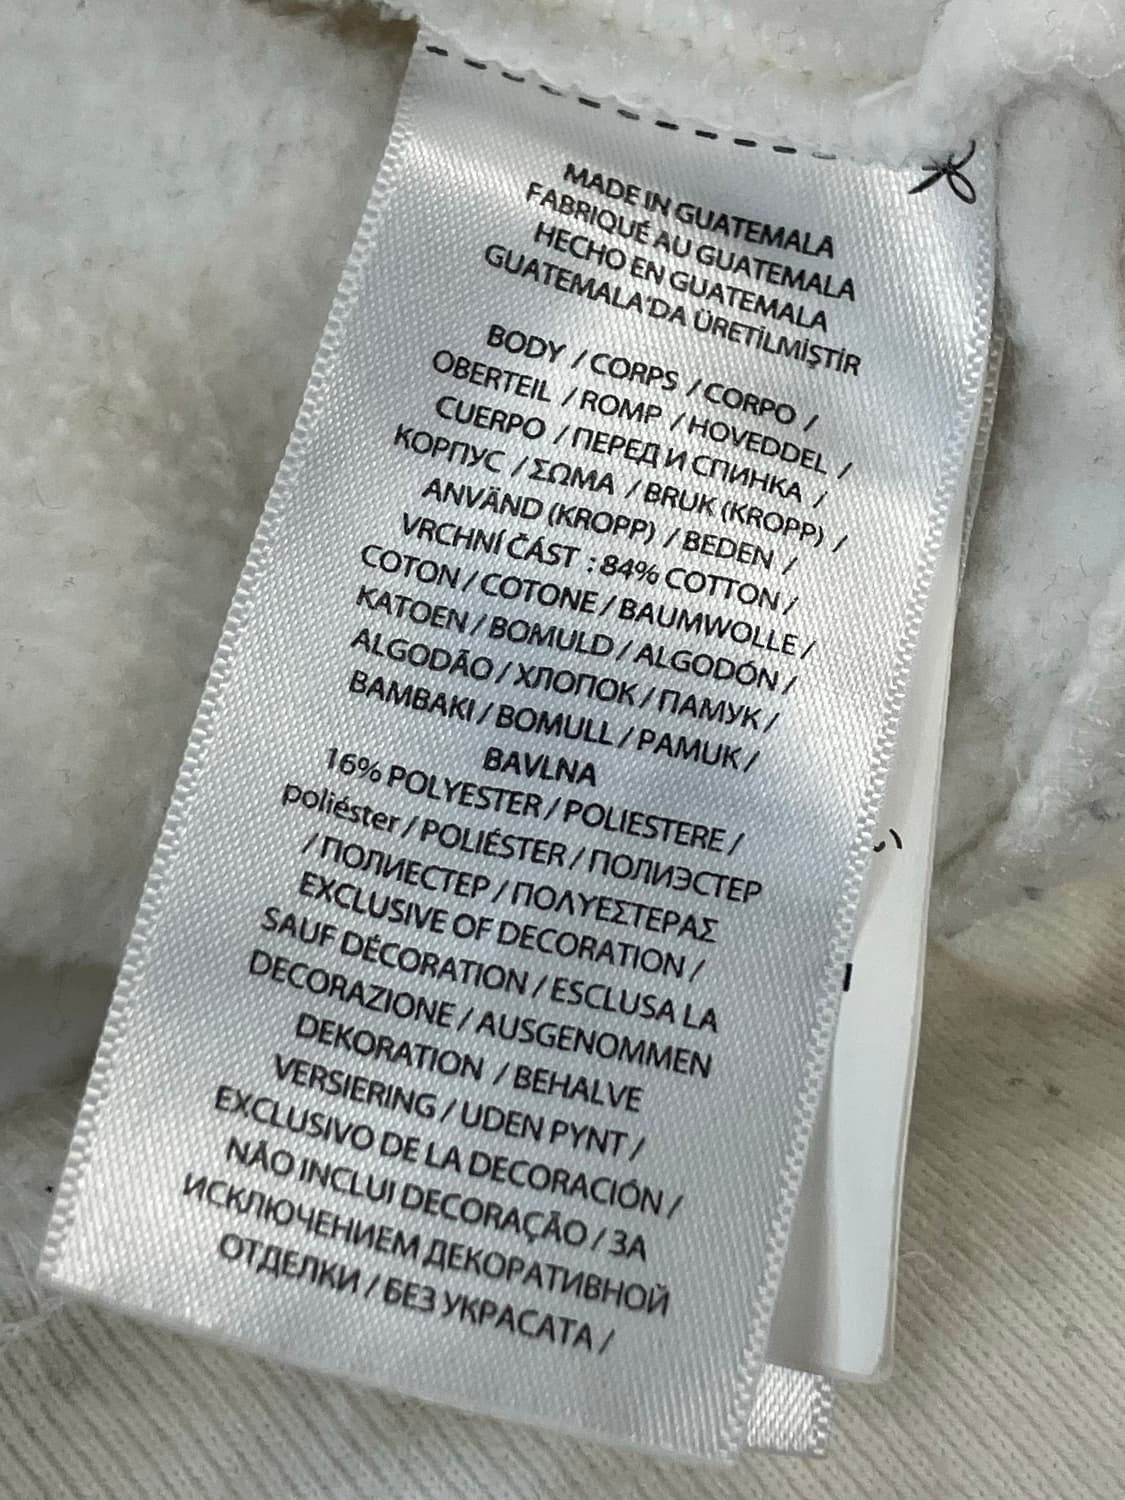 MADE IN GUATEMALA
FABRIQUÉ AU GUATEMALA
HECHO EN GUATEMALA
GUATEMALA'DA ÜRETİLMİŞTİR
BODY / CORPS / CORPO /
OBERTEIL / ROMP / HOVEDDEL /
CUERPO / ПЕРЕД И СПИНКА /
КОРПУС / ΣΩΜΑ / BRUK (KROPP) /
ANVÄND (KROPP) / BEDEN /
VRCHNÍ ČÁST : 84% COTTON /
COTON / COTONE / BAUMWOLLE /
KATOEN / BOMULD / ALGODÓN /
ALGODÃO / ХЛОПОК / ПАМУК /
BAMBAKI / BOMULL / PAMUK /
BAVLNA
16% POLYESTER / POLIESTERE /
poliéster / POLIÉSTER / ПОЛИЭСТЕР
/ ПОЛИЕСТЕР / ΠΟΛΥΕΣΤΕΡΑΣ
EXCLUSIVE OF DECORATION /
SAUF DÉCORATION / ESCLUSA LA
DECORAZIONE / AUSGENOMMEN
DEKORATION / BEHALVE
VERSIERING / UDEN PYNT /
EXCLUSIVO DE LA DECORACIÓN /
NÃO INCLUI DECORAÇÃO / ЗА
ИСКЛЮЧЕНИЕМ ДЕКОРАТИВНОЙ
ОТДЕЛКИ / БЕЗ УКРАСАТА /